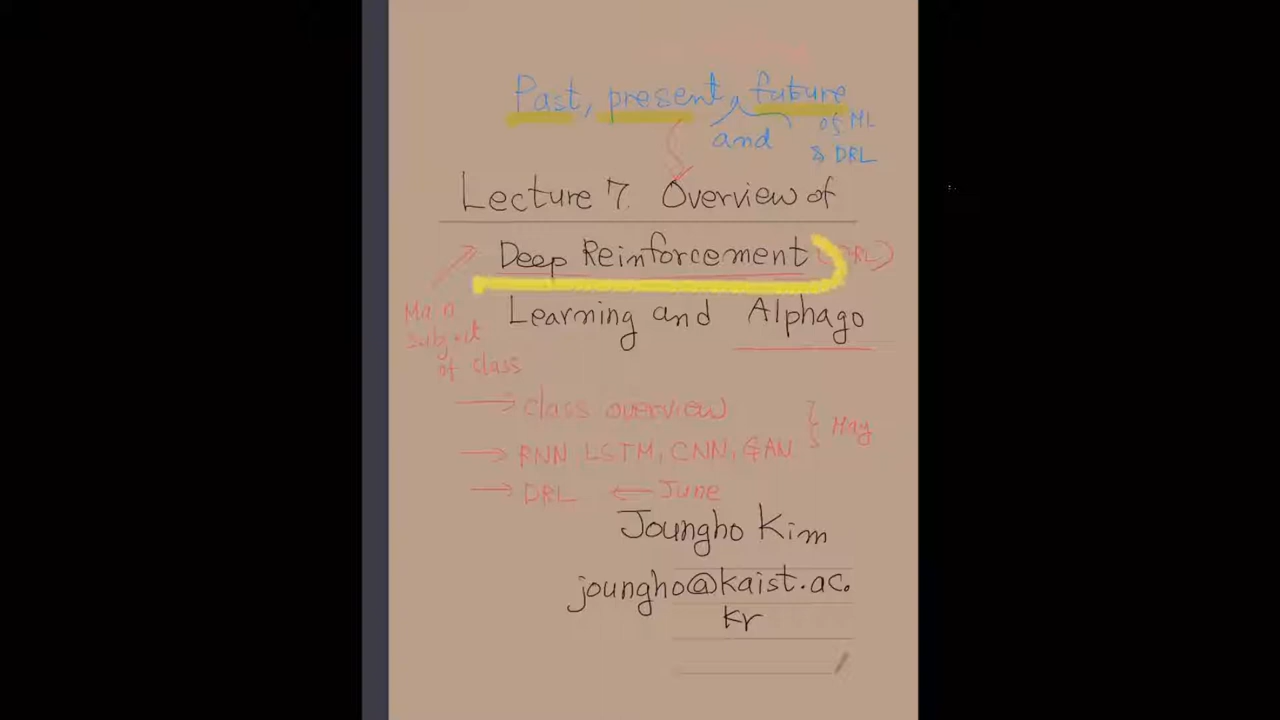 Past, present, future
and
of ML
& DRL
Lecture 7. Overview of
Deep Reinforcement (DRL)
Learning and Alphago
Main
subject
of class
→ class overview
→ RNN LSTM, CNN, GAN } May
→ DRL ⇐ June
Joungho Kim
joungho@kaist.ac.
kr